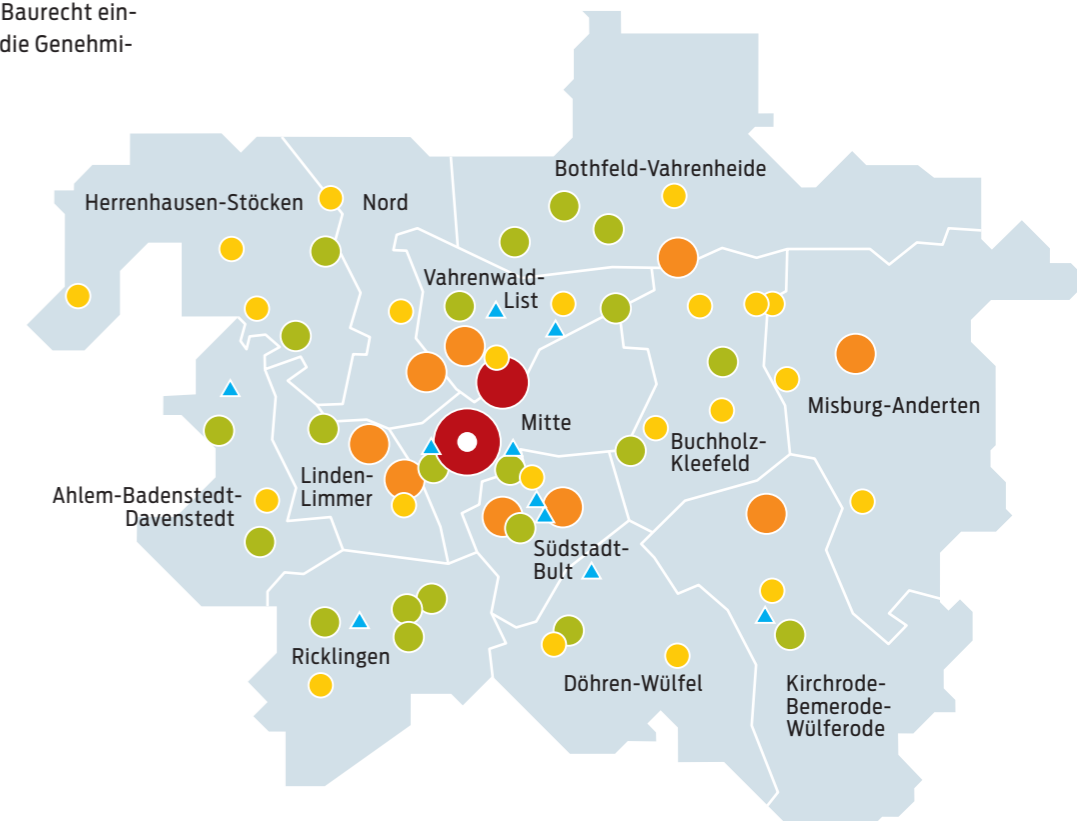 Baurecht ein-
die Genehmi-
Bothfeld-Vahrenheide
Herrenhausen-Stöcken
Nord
Vahrenwald-
List
Misburg-Anderten
Mitte
Buchholz-
Kleefeld
Linden-
Limmer
Ahlem-Badenstedt-
Davenstedt
Südstadt-
Bult
Ricklingen
Döhren-Wülfel
Kirchrode-
Bemerode-
Wülferode